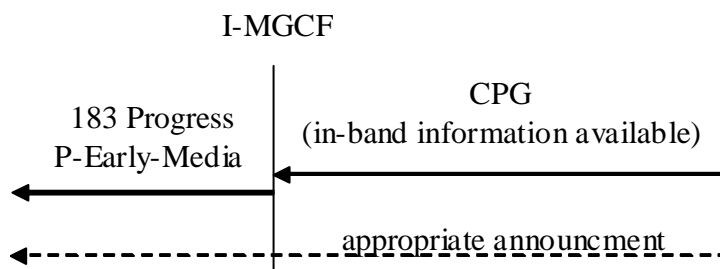 I-MGCF
183 Progress
P-Early-Media
CPG
(in-band information available)
appropriate announcment